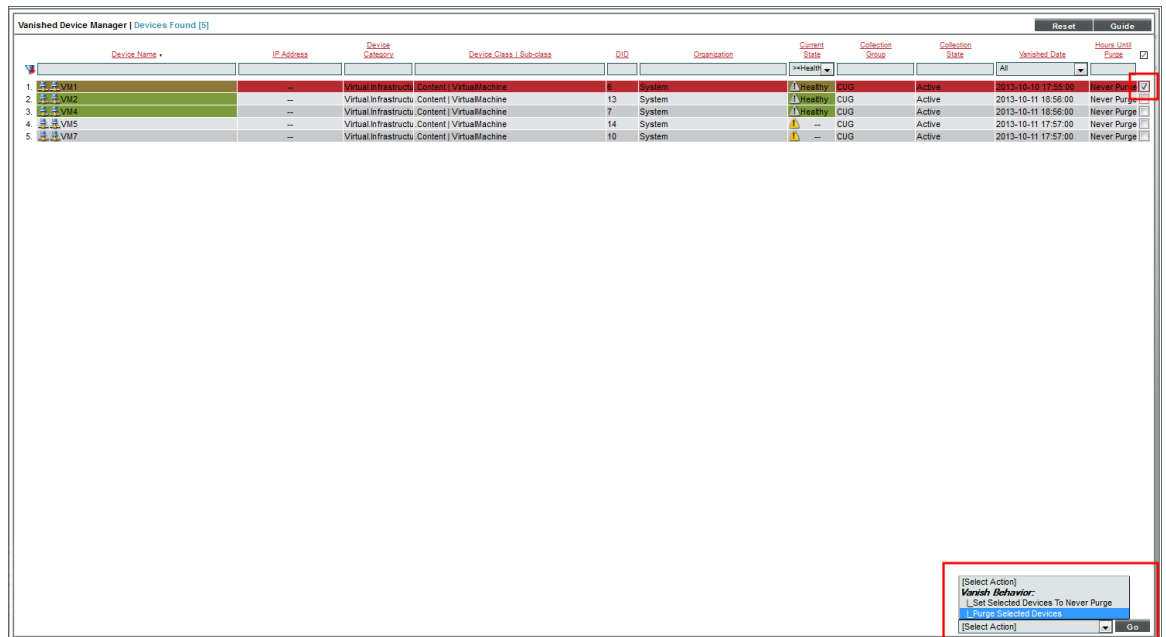 Vanished Device Manager | Devices Found [5] Reset Guide
Device Name IP Address Device Category Device Class | Sub-class DID Organization Current State Collection Group Collection State Vanished Date Hours Until Purge
>=Health All
1. VM1 -- Virtual.Infrastructu Content | VirtualMachine 6 System Healthy CUG Active 2013-10-10 17:55:00 Never Purge
2. VM2 -- Virtual.Infrastructu Content | VirtualMachine 13 System Healthy CUG Active 2013-10-11 18:56:00 Never Purge
3. VM4 -- Virtual.Infrastructu Content | VirtualMachine 7 System Healthy CUG Active 2013-10-11 18:56:00 Never Purge
4. VM5 -- Virtual.Infrastructu Content | VirtualMachine 14 System -- CUG Active 2013-10-11 17:57:00 Never Purge
5. VM7 -- Virtual.Infrastructu Content | VirtualMachine 10 System -- CUG Active 2013-10-11 17:57:00 Never Purge
[Select Action]
Vanish Behavior:
|_Set Selected Devices To Never Purge
|_Purge Selected Devices
[Select Action] Go